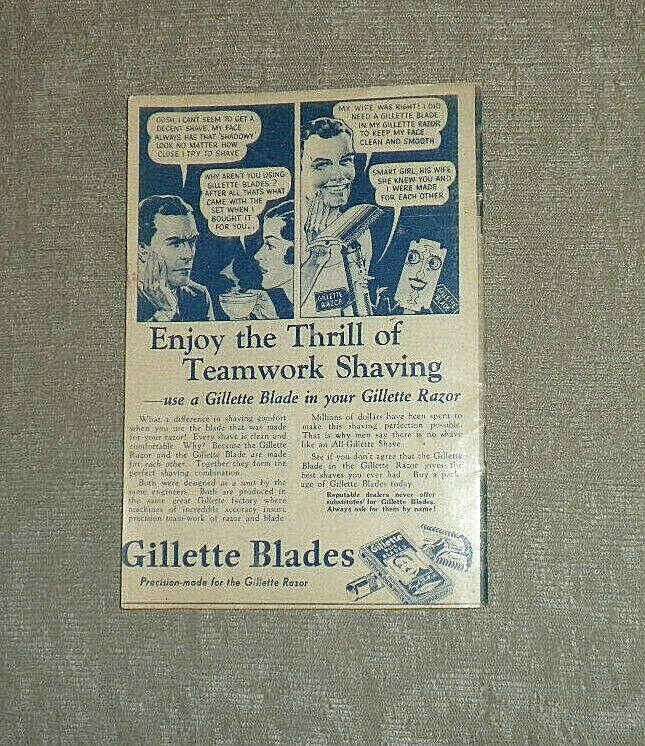 GOSH, I CAN'T SEEM TO GET A
DECENT SHAVE. MY FACE
ALWAYS HAS THAT 'SHADOWY'
LOOK NO MATTER HOW
CLOSE I TRY TO SHAVE
WHY AREN'T YOU USING
GILLETTE BLADES?
AFTER ALL, THATS WHAT
CAME WITH THE
SET WHEN I
BOUGHT IT
FOR YOU...
MY WIFE WAS RIGHT! I DID
NEED A GILLETTE BLADE
IN MY GILLETTE RAZOR
TO KEEP MY FACE
CLEAN AND SMOOTH
SMART GIRL, HIS WIFE
SHE KNEW YOU AND
I WERE MADE
FOR EACH OTHER
GILLETTE
RAZOR
GILLETTE
BLADE
Enjoy the Thrill of
Teamwork Shaving
—use a Gillette Blade in your Gillette Razor
What a difference in shaving comfort
when you use the blade that was made
for your razor! Every shave is clean and
comfortable. Why? Because the Gillette
Razor and the Gillette Blade are made
for each other. Together they form the
perfect shaving combination.
Both were designed as a unit by the
same engineers. Both are produced in
the same great Gillette factory where
machines of incredible accuracy insure
precision team-work of razor and blade
Millions of dollars have been spent to
make this shaving perfection possible.
That is why men say there is no shave
like an All-Gillette Shave.
See if you don't agree that the Gillette
Blade in the Gillette Razor gives the
best shaves you ever had. Buy a pack-
age of Gillette Blades today.
Reputable dealers never offer
substitutes for Gillette Blades.
Always ask for them by name!
Gillette Blades
Precision-made for the Gillette Razor
Gillette
BLADES